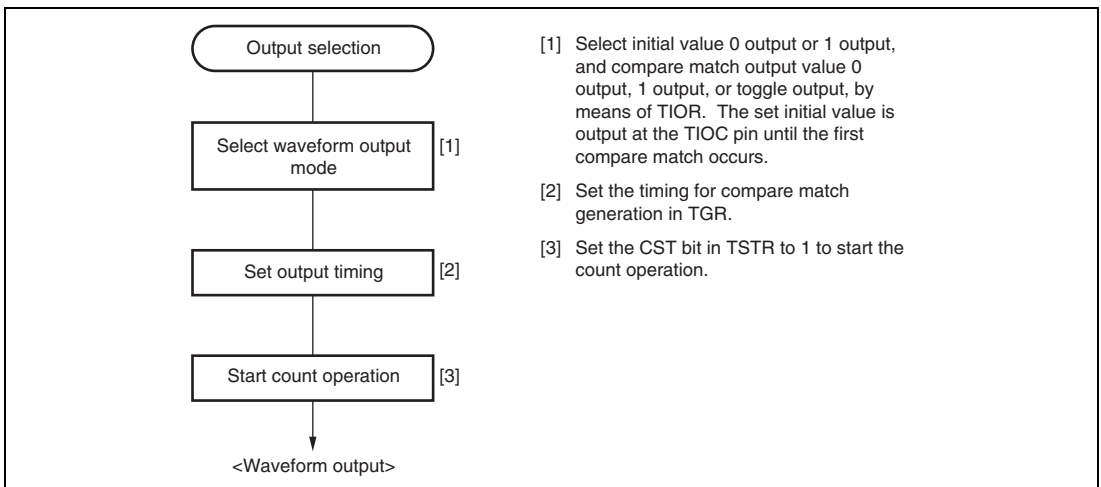 Output selection
Select waveform output
mode
[1]
Set output timing
[2]
Start count operation
[3]
<Waveform output>
[1] Select initial value 0 output or 1 output,
and compare match output value 0
output, 1 output, or toggle output, by
means of TIOR. The set initial value is
output at the TIOC pin until the first
compare match occurs.
[2] Set the timing for compare match
generation in TGR.
[3] Set the CST bit in TSTR to 1 to start the
count operation.